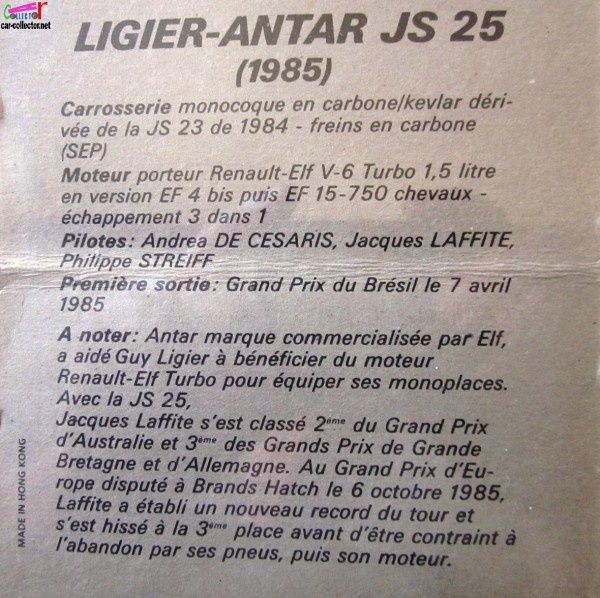 COLLECTOR
car-collector.net
LIGIER-ANTAR JS 25
(1985)
Carrosserie monocoque en carbone/kevlar déri-
vée de la JS 23 de 1984 - freins en carbone
(SEP)
Moteur porteur Renault-Elf V-6 Turbo 1,5 litre
en version EF 4 bis puis EF 15-750 chevaux -
échappement 3 dans 1
Pilotes: Andrea DE CESARIS, Jacques LAFFITE,
Philippe STREIFF
Première sortie: Grand Prix du Brésil le 7 avril
1985
A noter: Antar marque commercialisée par Elf,
a aidé Guy Ligier à bénéficier du moteur
Renault-Elf Turbo pour équiper ses monoplaces.
Avec la JS 25,
Jacques Laffite s'est classé 2ème du Grand Prix
d'Australie et 3ème des Grands Prix de Grande
Bretagne et d'Allemagne. Au Grand Prix d'Eu-
rope disputé à Brands Hatch le 6 octobre 1985,
Laffite a établi un nouveau record du tour et
s'est hissé à la 3ème place avant d'être contraint à
l'abandon par ses pneus, puis son moteur.
MADE IN HONG KONG